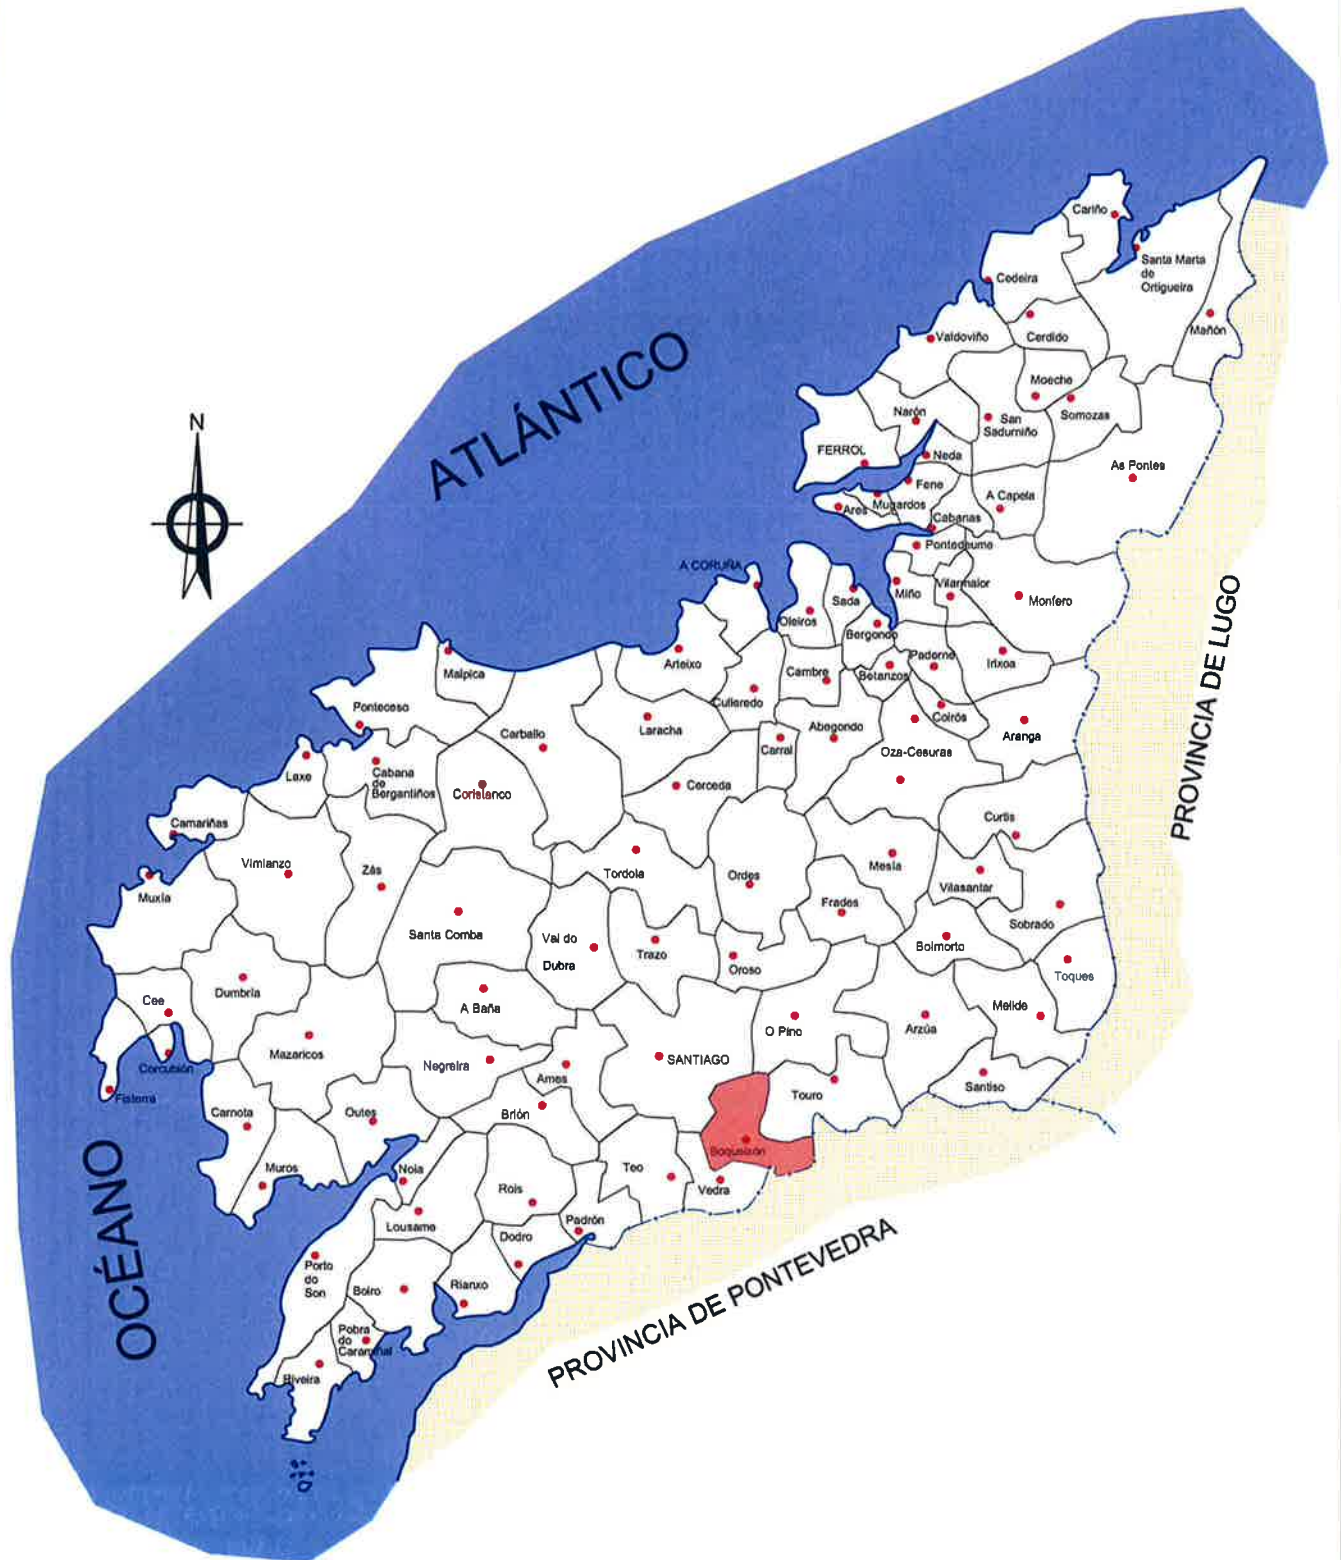 Cariño
Santa Marta
de
Ortigueira
Cedeira
Mañón
Valdoviño
Cerdido
Moeche
Somozas
Narón
San
Sadurniño
FERROL
Neda
As Pontes
Fene
Mugardos
Ares
A Capela
Cabanas
Pontedeume
A CORUÑA
Miño
Vilarmaior
Monfero
Sada
Oleiros
Bergondo
Malpica
Arteixo
Cambre
Betanzos
Paderne
Irixoa
Culleredo
Ponteceso
Coirós
Carballo
Laracha
Carral
Abegondo
Oza-Cesuras
Aranga
Laxe
Cabana
de
Bergantiños
Coristanco
Cerceda
Camariñas
Curtis
Vimianzo
Zás
Tordoia
Ordes
Mesía
Vilasantar
Muxía
Frades
Sobrado
Santa Comba
Val do
Dubra
Trazo
Oroso
Boimorto
Toques
Cee
Dumbría
A Baña
O Pino
Arzúa
Melide
Mazaricos
Negreira
SANTIAGO
Corcubión
Ames
Santiso
Fisterra
Touro
Carnota
Outes
Brión
Boqueixón
Muros
Noia
Teo
Vedra
Rois
Lousame
Dodro
Padrón
Porto
do
Son
Boiro
Rianxo
Pobra
do
Caramiñal
Riveira
N
ATLÁNTICO
OCÉANO
PROVINCIA DE LUGO
PROVINCIA DE PONTEVEDRA